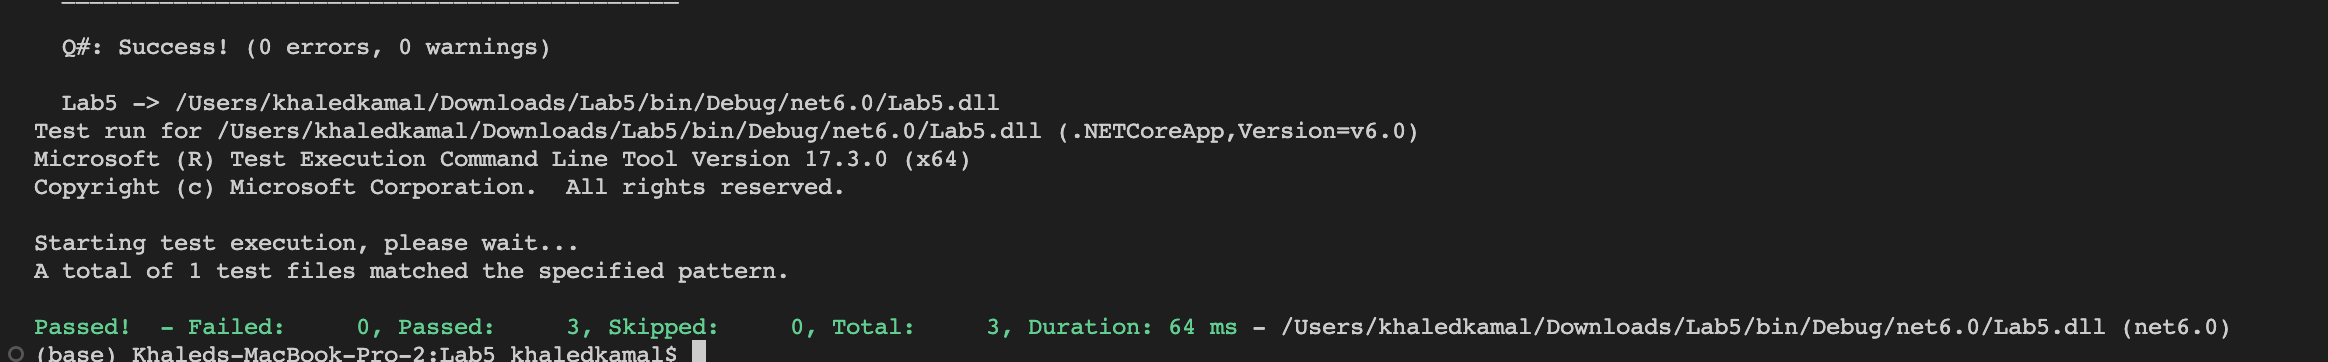 Q#: Success! (0 errors, 0 warnings)
Lab5 -> /Users/khaledkamal/Downloads/Lab5/bin/Debug/net6.0/Lab5.dll
Test run for /Users/khaledkamal/Downloads/Lab5/bin/Debug/net6.0/Lab5.dll (.NETCoreApp,Version=v6.0)
Microsoft (R) Test Execution Command Line Tool Version 17.3.0 (x64)
Copyright (c) Microsoft Corporation.  All rights reserved.
Starting test execution, please wait...
A total of 1 test files matched the specified pattern.
Passed!  - Failed:     0, Passed:     3, Skipped:     0, Total:     3, Duration: 64 ms - /Users/khaledkamal/Downloads/Lab5/bin/Debug/net6.0/Lab5.dll (net6.0)
(base) Khaleds-MacBook-Pro-2:Lab5 khaledkamal$